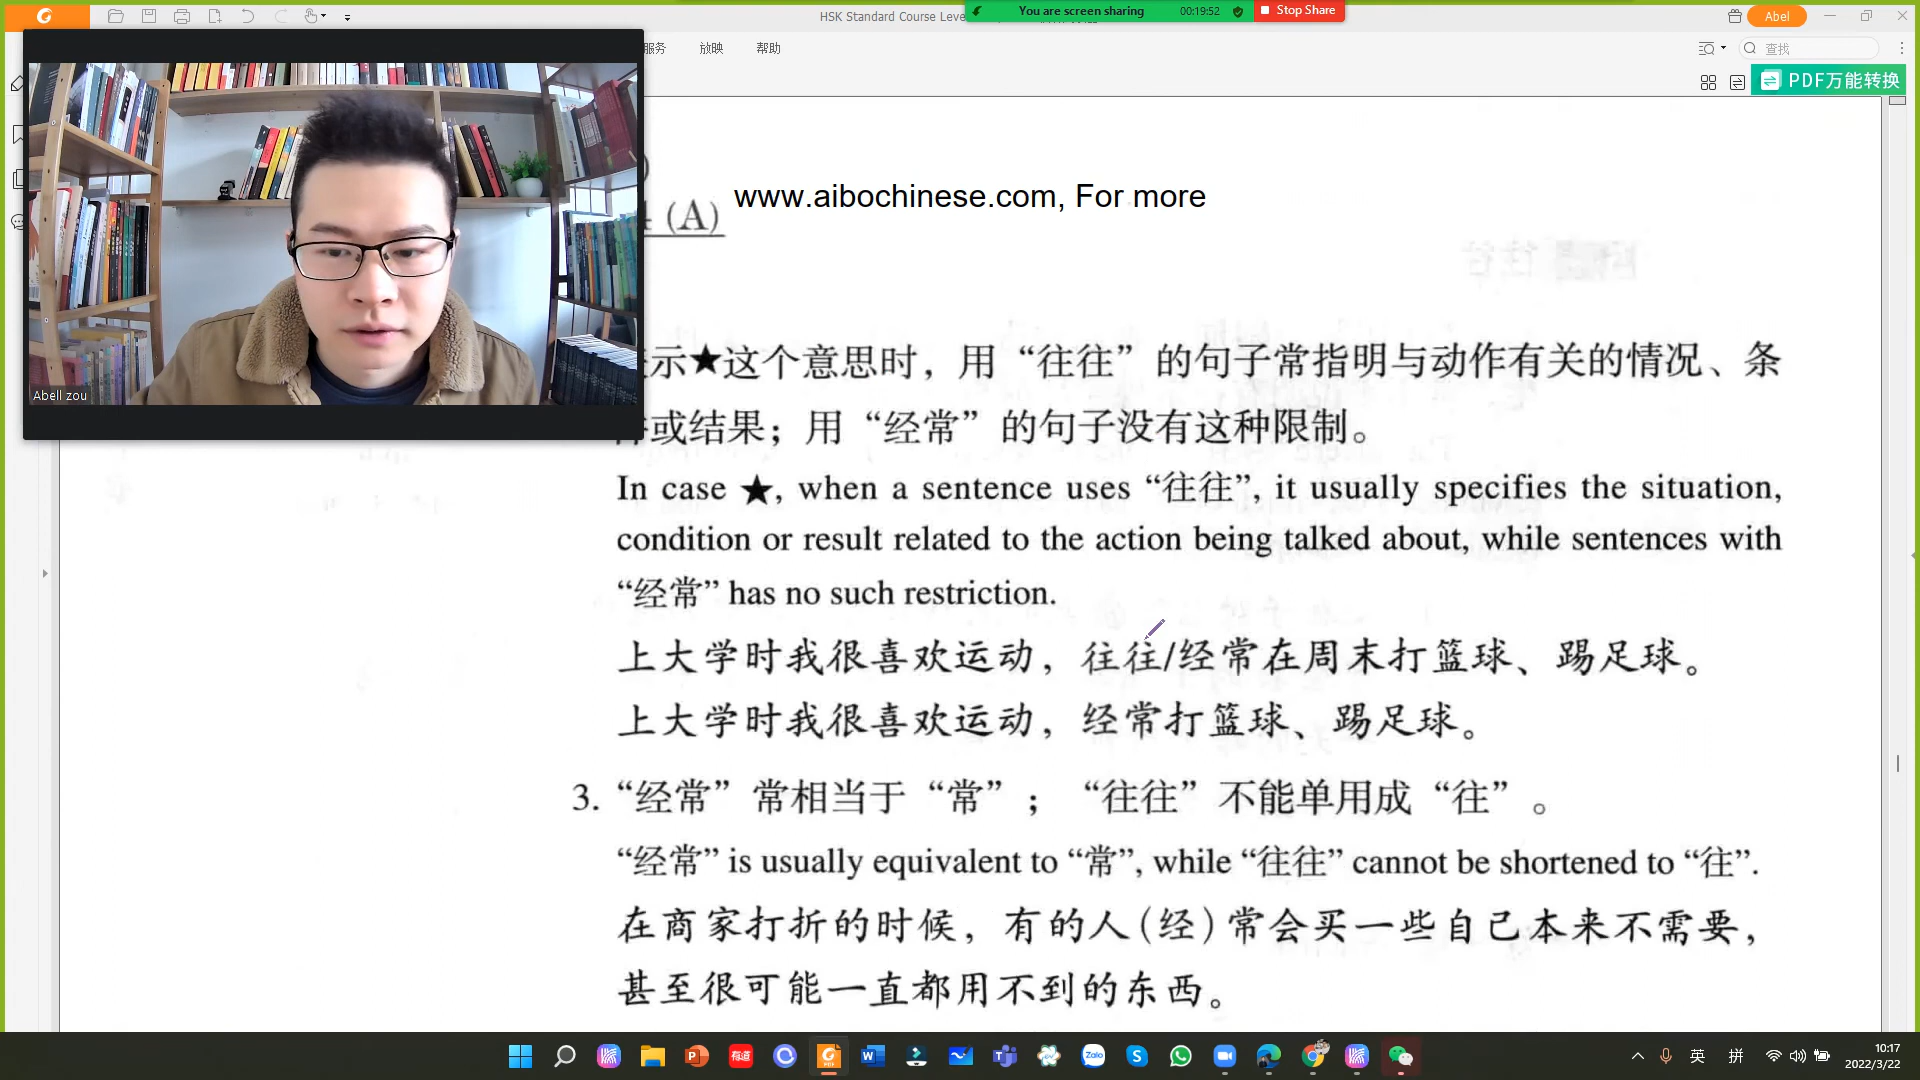 HSK Standard Course Leve
You are screen sharing
00:19:52
Stop Share
Abel
服务
放映
帮助
查找
PDF万能转换
Abell zou
www.aibochinese.com, For more
4 (A)
示★这个意思时，用“往往”的句子常指明与动作有关的情况、条
件或结果；用“经常”的句子没有这种限制。
In case ★, when a sentence uses “往往”, it usually specifies the situation,
condition or result related to the action being talked about, while sentences with
“经常” has no such restriction.
上大学时我很喜欢运动，往往/经常在周末打篮球、踢足球。
上大学时我很喜欢运动，经常打篮球、踢足球。
3. “经常”常相当于“常”；“往往”不能单用成“往”。
“经常” is usually equivalent to “常”, while “往往” cannot be shortened to “往”.
在商家打折的时候，有的人(经)常会买一些自己本来不需要，
甚至很可能一直都用不到的东西。
有道
Zalo
英
拼
10:17
2022/3/22